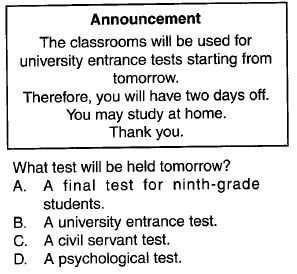 Announcement
The classrooms will be used for
university entrance tests starting from
tomorrow.
Therefore, you will have two days off.
You may study at home.
Thank you.
What test will be held tomorrow?
A. A final test for ninth-grade
students.
B. A university entrance test.
C. A civil servant test.
D. A psychological test.